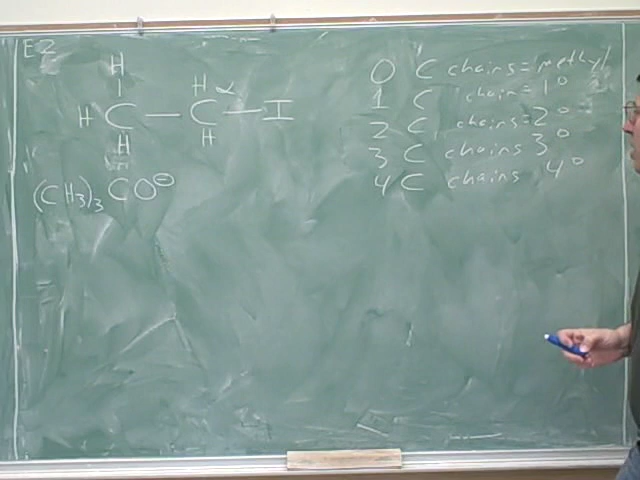 E2
H
H α
H C — C — I
H H
(CH3)3 CO⊖
0 C chains = methyl
1 C chain = 1°
2 C chains = 2°
3 C chains 3°
4 C chains 4°